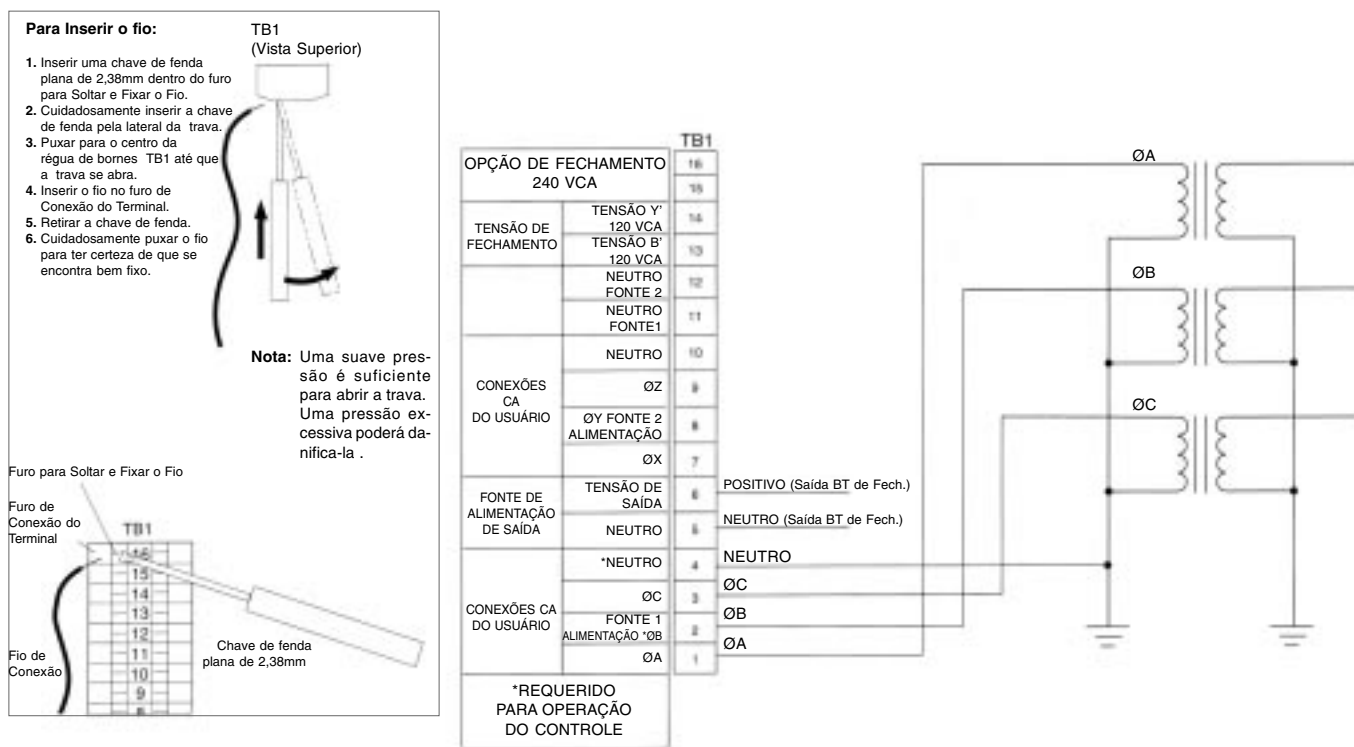 Para Inserir o fio:
1. Inserir uma chave de fenda
plana de 2,38mm dentro do furo
para Soltar e Fixar o Fio.
2. Cuidadosamente inserir a chave
de fenda pela lateral da trava.
3. Puxar para o centro da
régua de bornes TB1 até que
a trava se abra.
4. Inserir o fio no furo de
Conexão do Terminal.
5. Retirar a chave de fenda.
6. Cuidadosamente puxar o fio
para ter certeza de que se
encontra bem fixo.
TB1
(Vista Superior)
Nota: Uma suave pres-
são é suficiente
para abrir a trava.
Uma pressão ex-
cessiva poderá da-
nifica-la .
Furo para Soltar e Fixar o Fio
Furo de
Conexão do
Terminal
TB1
16
15
14
13
12
11
10
9
8
Fio de
Conexão
Chave de fenda
plana de 2,38mm
TB1
OPÇÃO DE FECHAMENTO
240 VCA
16
15
TENSÃO DE
FECHAMENTO
TENSÃO Y'
120 VCA
14
TENSÃO B'
120 VCA
13
NEUTRO
FONTE 2
12
NEUTRO
FONTE1
11
CONEXÕES
CA
DO USUÁRIO
NEUTRO
10
ØZ
9
ØY FONTE 2
ALIMENTAÇÃO
8
ØX
7
FONTE DE
ALIMENTAÇÃO
DE SAÍDA
TENSÃO DE
SAÍDA
6
POSITIVO (Saída BT de Fech.)
NEUTRO
5
NEUTRO (Saída BT de Fech.)
CONEXÕES CA
DO USUÁRIO
*NEUTRO
4
NEUTRO
ØC
3
ØC
FONTE 1
ALIMENTAÇÃO *ØB
2
ØB
ØA
1
ØA
*REQUERIDO
PARA OPERAÇÃO
DO CONTROLE
ØA
ØB
ØC